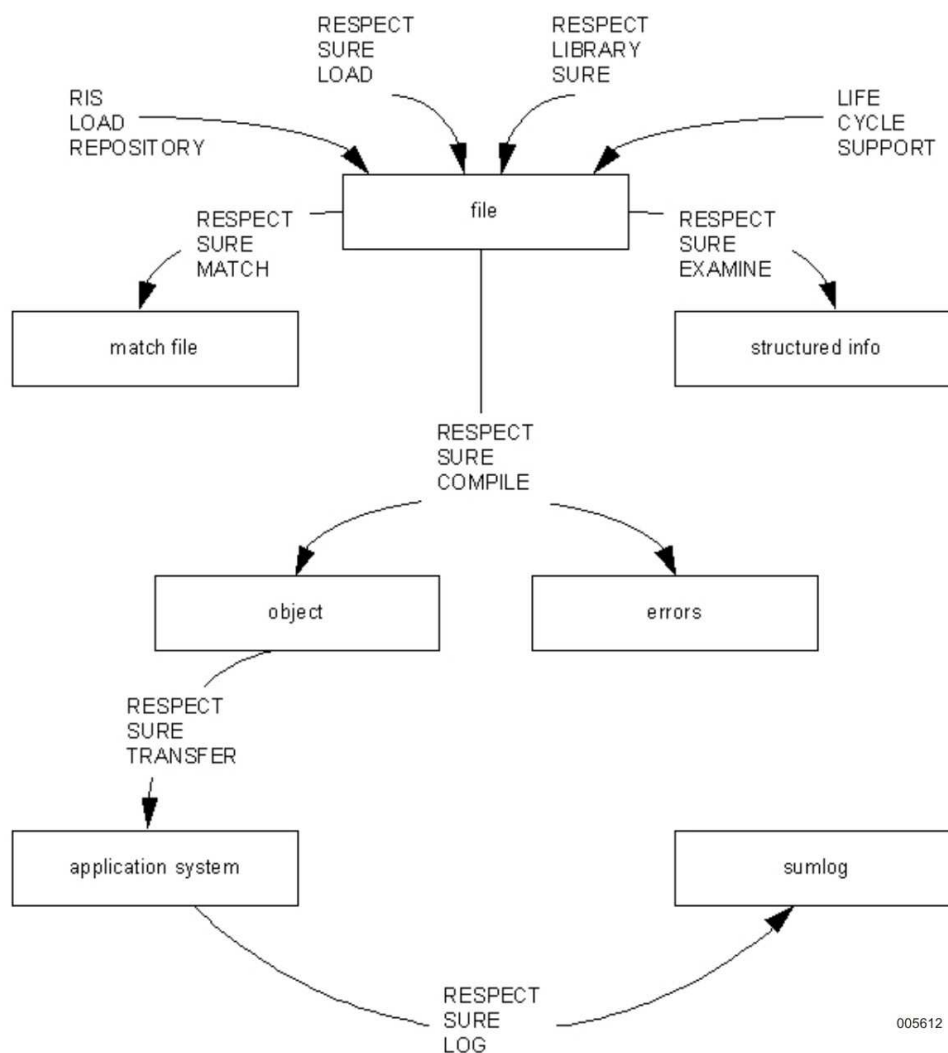 RESPECT
SURE
LOAD
RESPECT
LIBRARY
SURE
RIS
LOAD
REPOSITORY
LIFE
CYCLE
SUPPORT
file
RESPECT
SURE
MATCH
RESPECT
SURE
EXAMINE
match file
structured info
RESPECT
SURE
COMPILE
object
errors
RESPECT
SURE
TRANSFER
application system
sumlog
RESPECT
SURE
LOG
005612